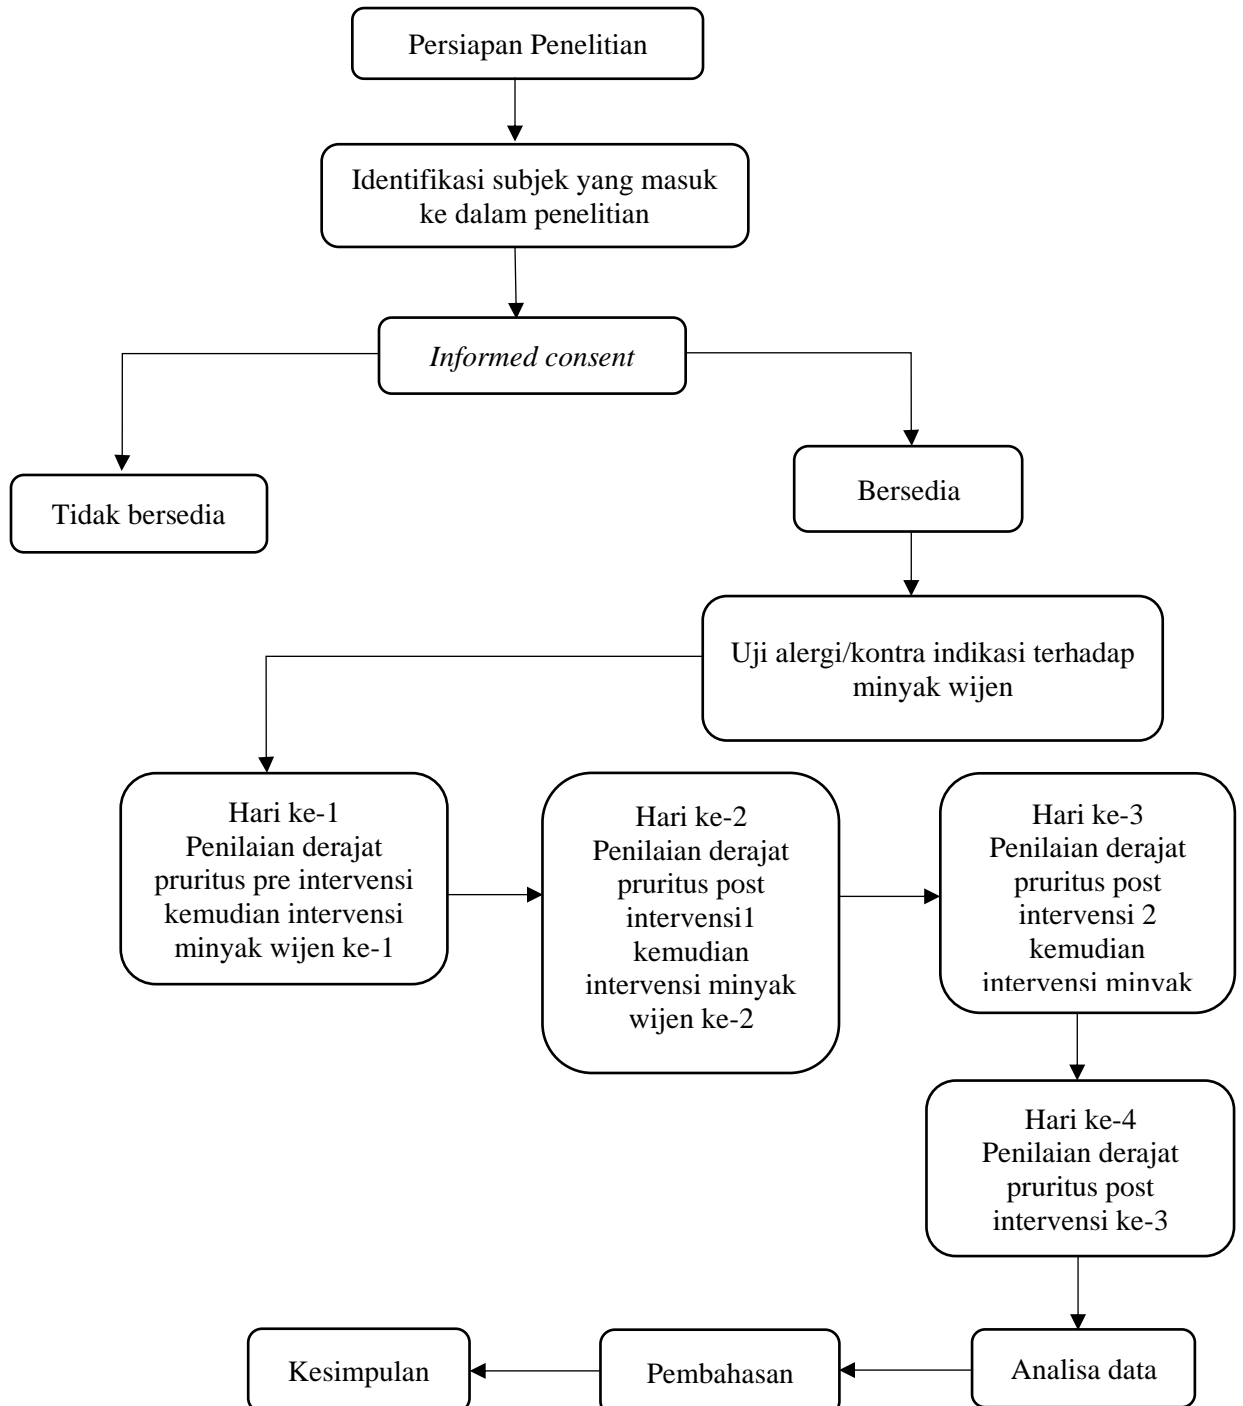 Persiapan Penelitian
Identifikasi subjek yang masuk
ke dalam penelitian
Informed consent
Tidak bersedia
Bersedia
Uji alergi/kontra indikasi terhadap
minyak wijen
Hari ke-1
Penilaian derajat
pruritus pre intervensi
kemudian intervensi
minyak wijen ke-1
Hari ke-2
Penilaian derajat
pruritus post
intervensi1
kemudian
intervensi minyak
wijen ke-2
Hari ke-3
Penilaian derajat
pruritus post
intervensi 2
kemudian
intervensi minyak
Hari ke-4
Penilaian derajat
pruritus post
intervensi ke-3
Analisa data
Pembahasan
Kesimpulan